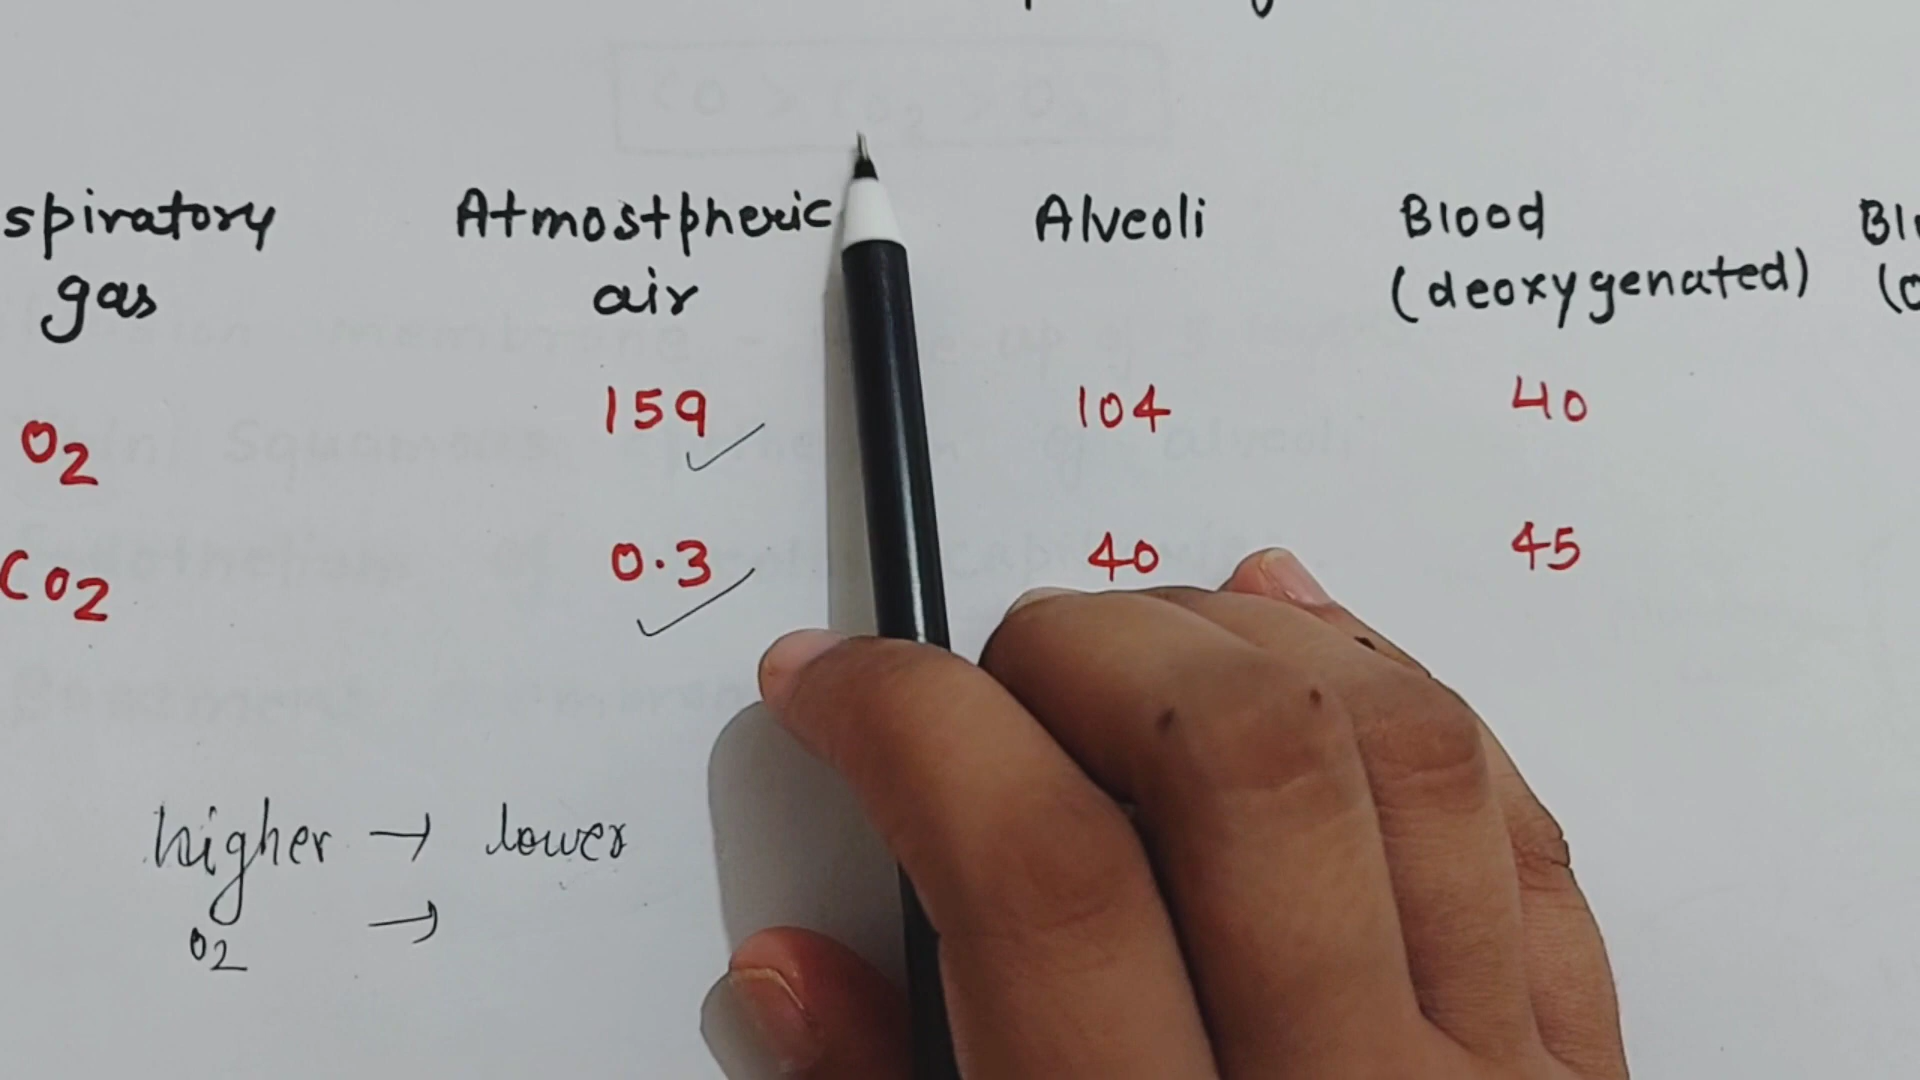 spiratory Atmostpheric Alveoli Blood Bl
gas air (deoxygenated) (
O2 159 104 40
CO2 0.3 40 45
higher → lower
O2 →